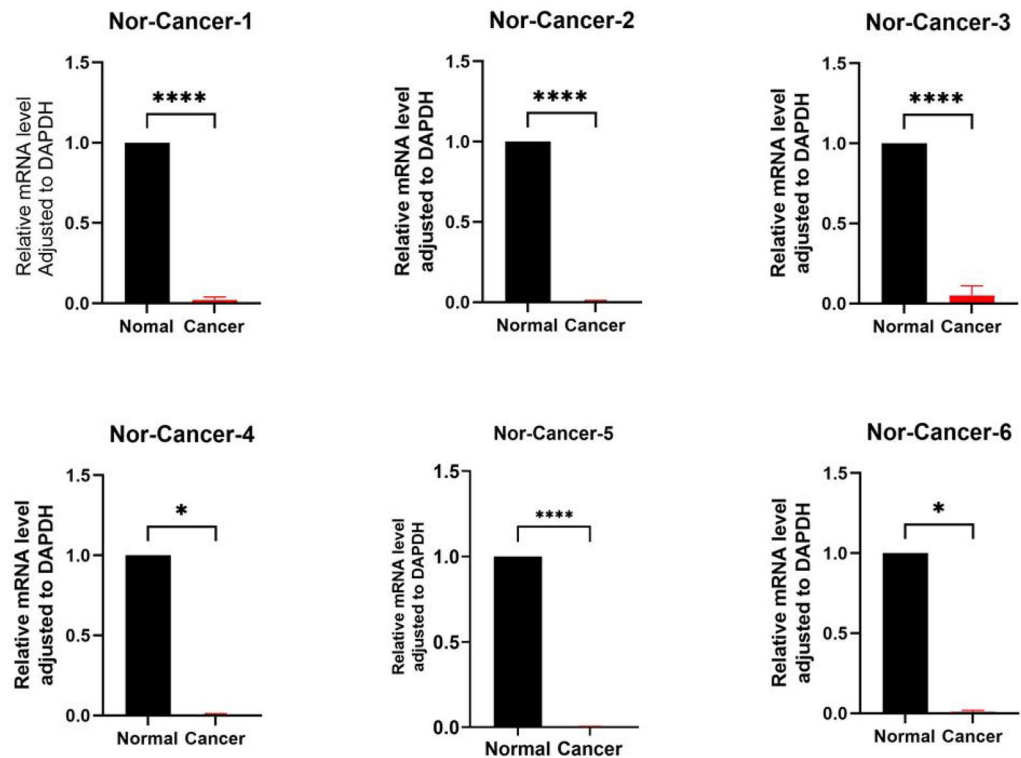 Nor-Cancer-1
Relative mRNA level
Adjusted to DAPDH
1.5
1.0
0.5
0.0
****
Nomal Cancer
Nor-Cancer-2
Relative mRNA level
adjusted to DAPDH
1.5
1.0
0.5
0.0
****
Normal Cancer
Nor-Cancer-3
Relative mRNA level
adjusted to DAPDH
1.5
1.0
0.5
0.0
****
Normal Cancer
Nor-Cancer-4
Relative mRNA level
adjusted to DAPDH
1.5
1.0
0.5
0.0
*
Normal Cancer
Nor-Cancer-5
Relative mRNA level
adjusted to DAPDH
1.5
1.0
0.5
0.0
****
Normal Cancer
Nor-Cancer-6
Relative mRNA level
adjusted to DAPDH
1.5
1.0
0.5
0.0
*
Normal Cancer